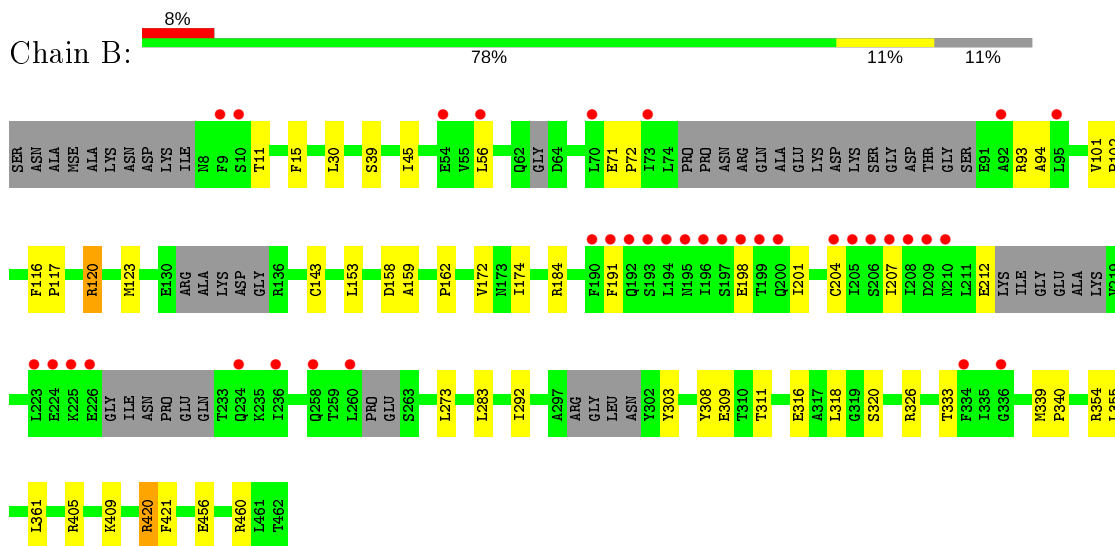 8%
Chain B:
78% 11% 11%
SER ASN ALA MSE ALA LYS ASN ASP LYS ILE N8 F9 S10 T11 F15 L30 S39 I45 E54 V55 L56 Q62 GLY D64 L70 E71 P72 I73 L74 PRO PRO ASN ARG GLN ALA GLU LYS ASP LYS SER GLY ASP THR GLY SER E91 A92 R93 A94 L95 V101
F116 P117 R120 M123 E130 ARG ALA LYS ASP GLY R136 C143 L153 D158 A159 P162 V172 N173 I174 R184 F190 F191 Q192 S193 L194 N195 I196 S197 E198 T199 Q200 I201 C204 I205 S206 I207 I208 D209 N210 L211 E212 LYS ILE GLY GLU ALA LYS
L223 E224 K225 E226 GLY ILE ASN PRO GLU GLN T233 Q234 K235 I236 Q258 T259 L260 PRO GLU S263 L273 L283 I292 A297 ARG GLY LEU ASN Y302 Y303 Y308 E309 T310 T311 E316 A317 L318 G319 S320 R326 T333 F334 I335 G336 M339 P340 R354 L355
L361 R405 K409 R420 F421 E456 R460 L461 T462